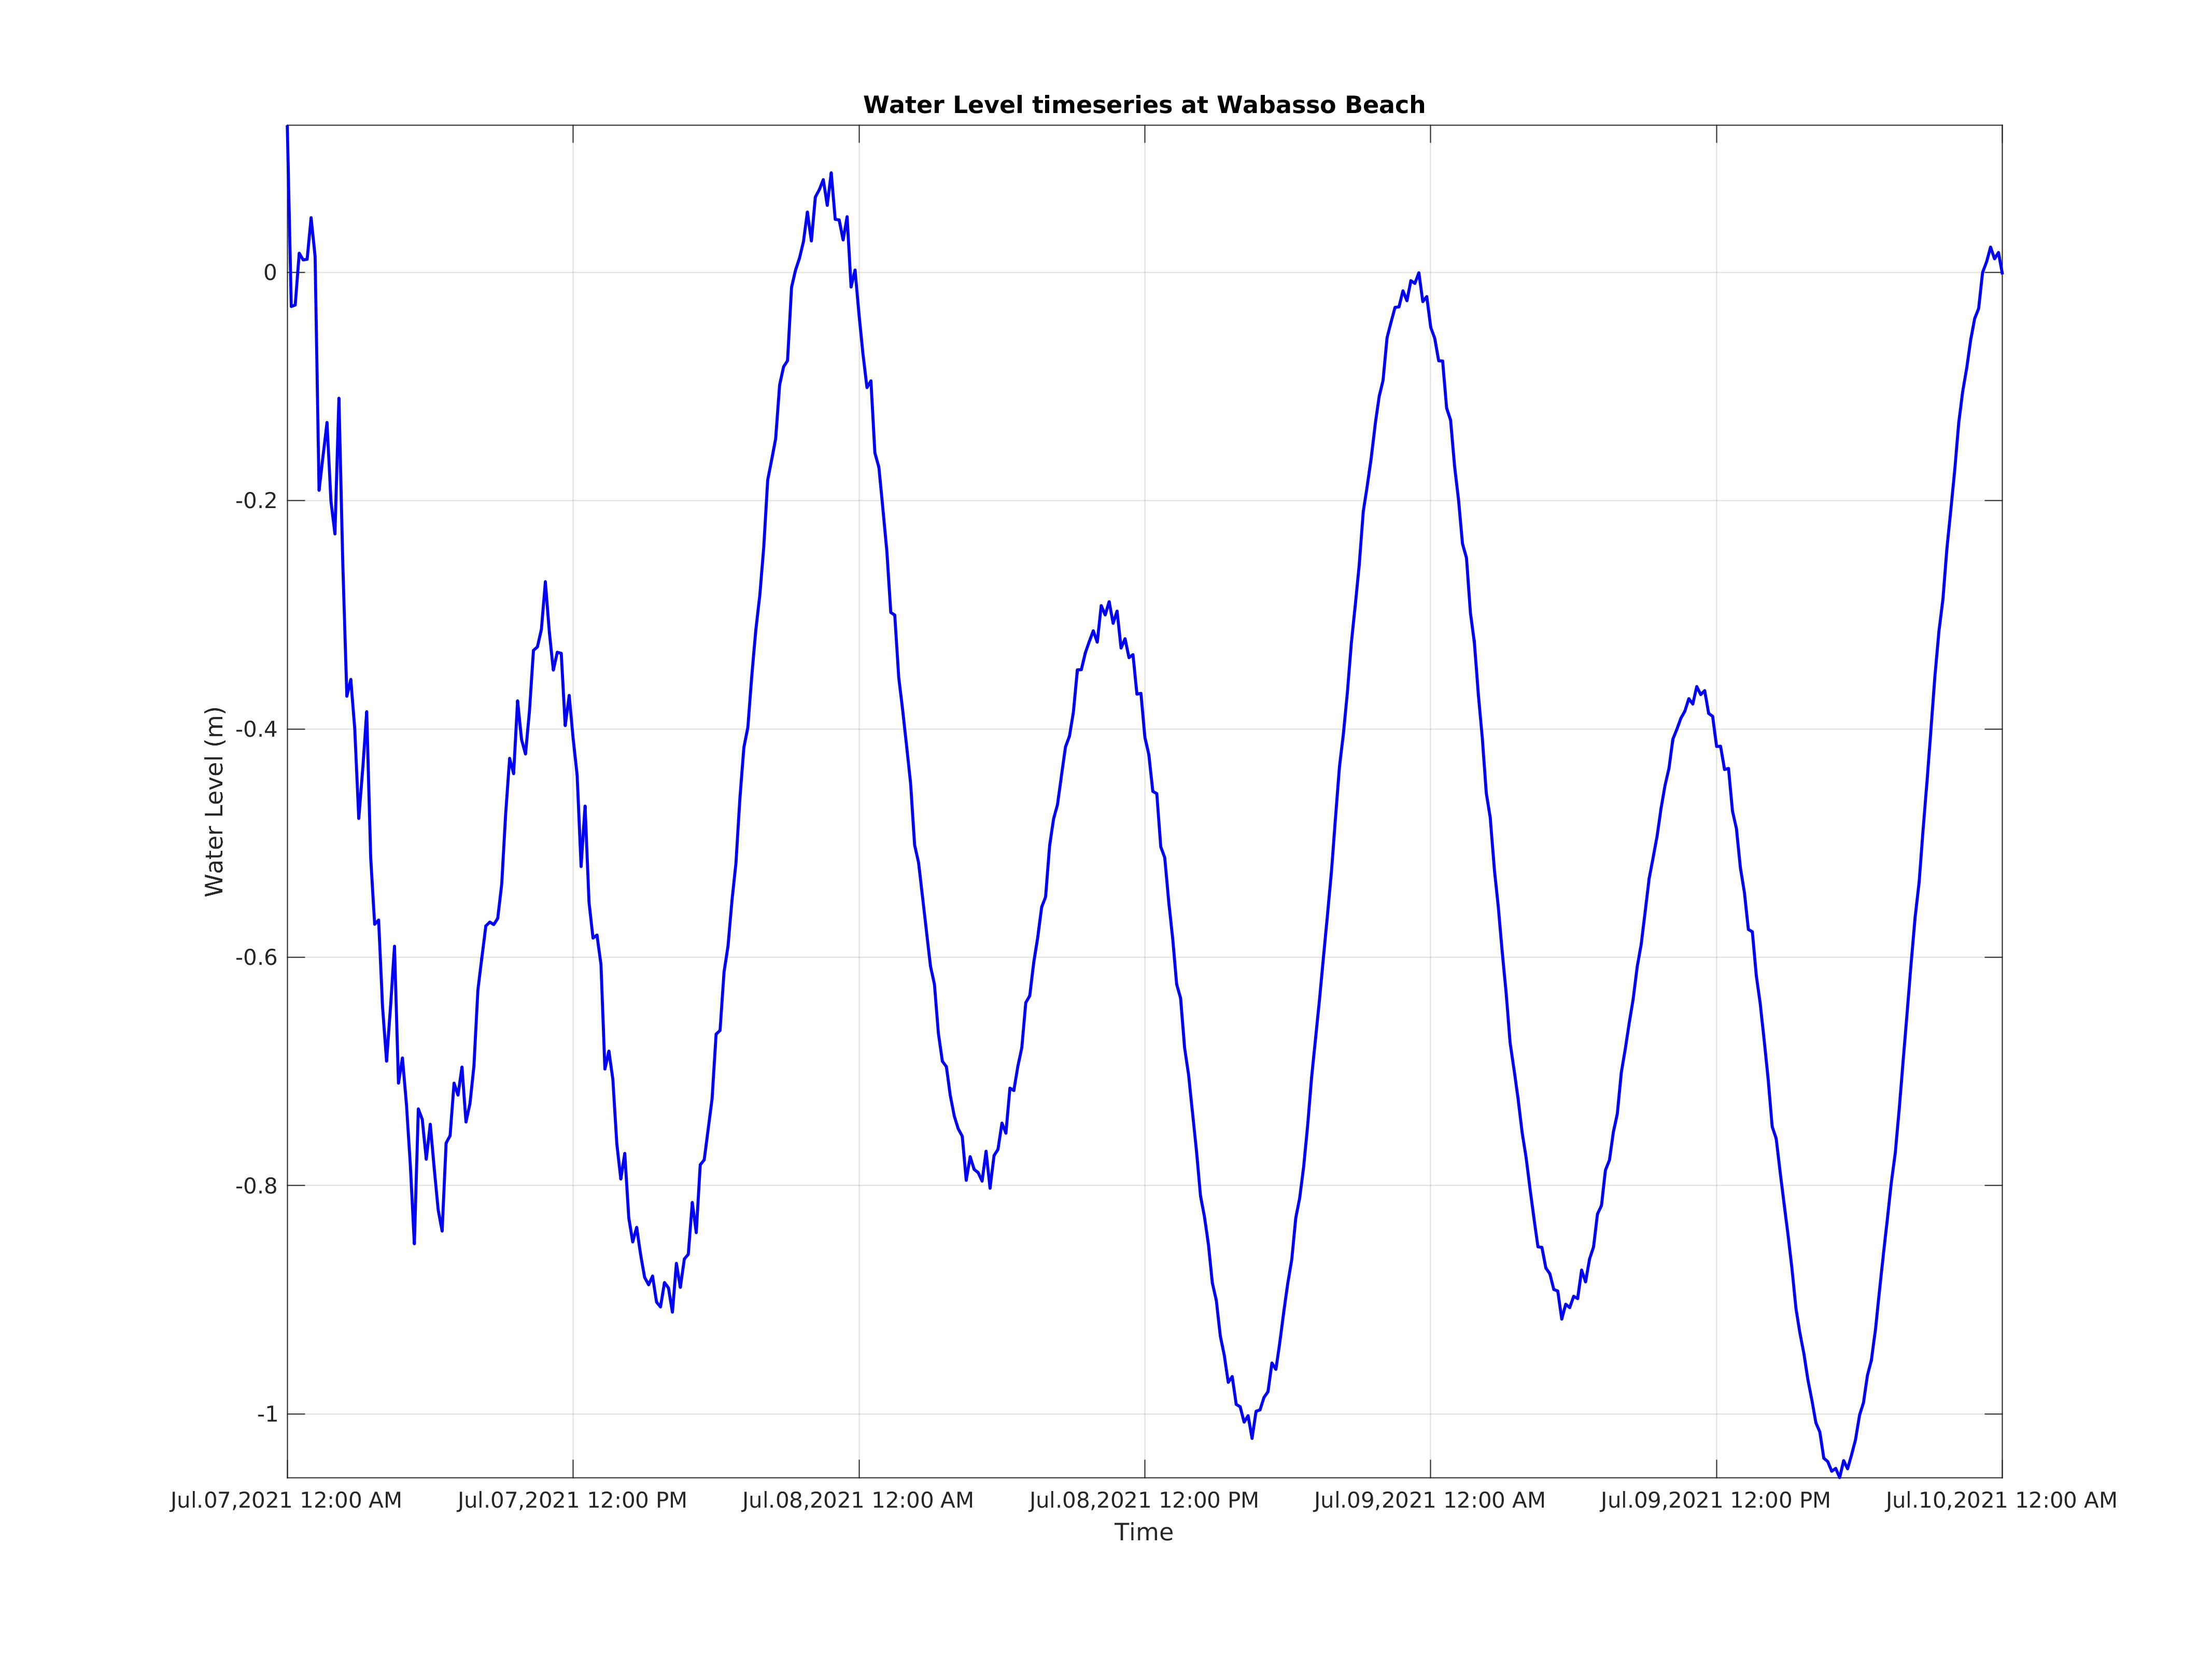 Water Level timeseries at Wabasso Beach
0
-0.2
-0.4
-0.6
-0.8
-1
Water Level (m)
Jul.07,2021 12:00 AM
Jul.07,2021 12:00 PM
Jul.08,2021 12:00 AM
Jul.08,2021 12:00 PM
Jul.09,2021 12:00 AM
Jul.09,2021 12:00 PM
Jul.10,2021 12:00 AM
Time